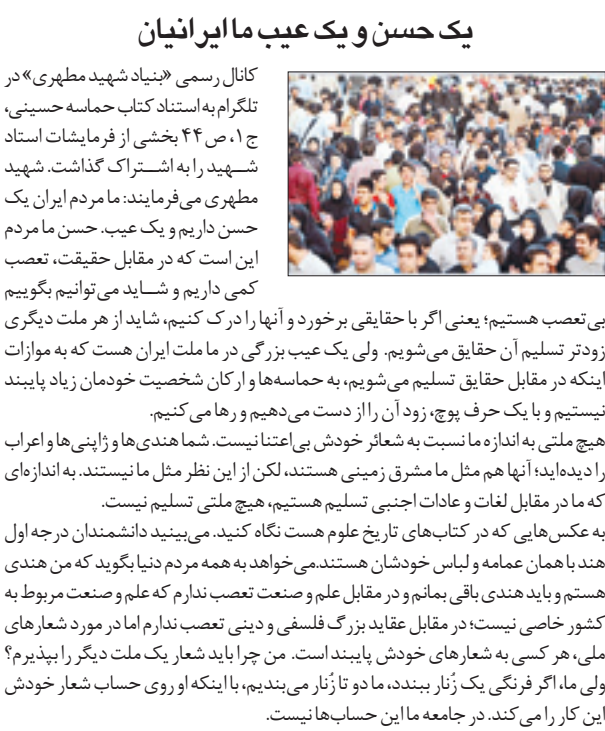 یک حسن و یک عیب ما ایرانیان
کانال رسمی «بنیاد شهید مطهری» در
تلگرام به استناد کتاب حماسه حسینی،
ج۱، ص۴۴ بخشی از فرمایشات استاد
شهید را به اشتراک گذاشت. شهید
مطهری می‌فرمایند: ما مردم ایران یک
حسن داریم و یک عیب. حسن ما مردم
این است که در مقابل حقیقت، تعصب
کمی داریم و شاید می‌توانیم بگوییم
بی‌تعصب هستیم؛ یعنی اگر با حقایقی برخورد و آنها را درک کنیم، شاید از هر ملت دیگری
زودتر تسلیم آن حقایق می‌شویم. ولی یک عیب بزرگی در ما ملت ایران هست که به موازات
اینکه در مقابل حقایق تسلیم می‌شویم، به حماسه‌ها و ارکان شخصیت خودمان زیاد پایبند
نیستیم و با یک حرف پوچ، زود آن را از دست می‌دهیم و رها می‌کنیم.
هیچ ملتی به اندازه ما نسبت به شعائر خودش بی‌اعتنا نیست. شما هندی‌ها و ژاپنی‌ها و اعراب
را دیده‌اید؛ آنها هم مثل ما مشرق زمینی هستند، لکن از این نظر مثل ما نیستند. به اندازه‌ای
که ما در مقابل لغات و عادات اجنبی تسلیم هستیم، هیچ ملتی تسلیم نیست.
به عکس‌هایی که در کتاب‌های تاریخ علوم هست نگاه کنید. می‌بینید دانشمندان درجه اول
هند با همان عمامه و لباس خودشان هستند.می‌خواهد به همه مردم دنیا بگوید که من هندی
هستم و باید هندی باقی بمانم و در مقابل علم و صنعت تعصب ندارم که علم و صنعت مربوط به
کشور خاصی نیست؛ در مقابل عقاید بزرگ فلسفی و دینی تعصب ندارم اما در مورد شعارهای
ملی، هر کسی به شعارهای خودش پایبند است. من چرا باید شعار یک ملت دیگر را بپذیرم؟
ولی ما، اگر فرنگی یک زُنار ببندد، ما دو تا زُنار می‌بندیم، با اینکه او روی حساب شعار خودش
این کار را می‌کند. در جامعه ما این حساب‌ها نیست.